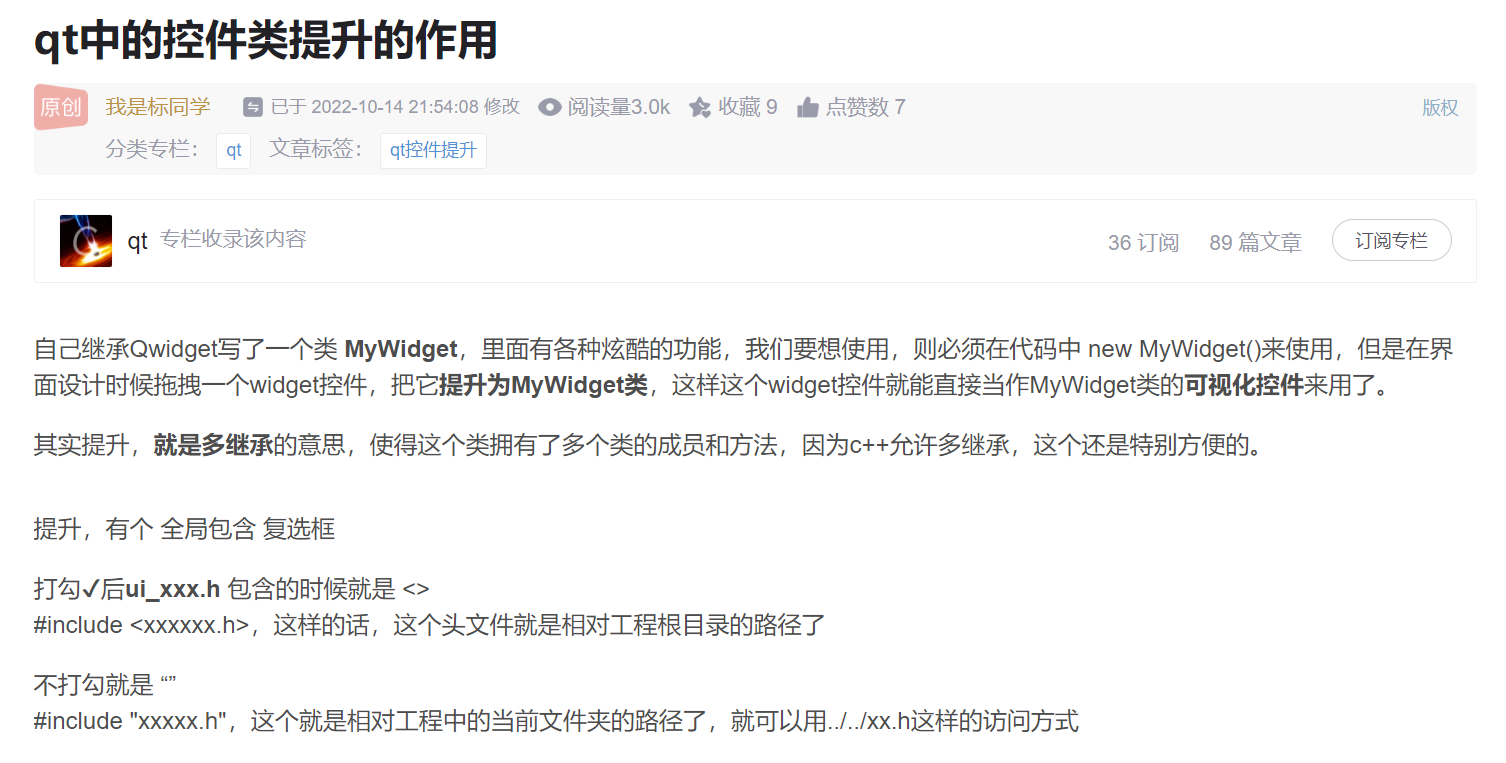 qt中的控件类提升的作用
原创 我是标同学 已于 2022-10-14 21:54:08 修改 阅读量3.0k 收藏 9 点赞数 7 版权
分类专栏： qt 文章标签： qt控件提升
qt 专栏收录该内容 36 订阅 89 篇文章 订阅专栏
自己继承Qwidget写了一个类 MyWidget，里面有各种炫酷的功能，我们要想使用，则必须在代码中 new MyWidget()来使用，但是在界
面设计时候拖拽一个widget控件，把它提升为MyWidget类，这样这个widget控件就能直接当作MyWidget类的可视化控件来用了。
其实提升，就是多继承的意思，使得这个类拥有了多个类的成员和方法，因为c++允许多继承，这个还是特别方便的。
提升，有个 全局包含 复选框
打勾✓后ui_xxx.h 包含的时候就是 <>
#include <xxxxxx.h>，这样的话，这个头文件就是相对工程根目录的路径了
不打勾就是 “”
#include "xxxxx.h"，这个就是相对工程中的当前文件夹的路径了，就可以用../../xx.h这样的访问方式